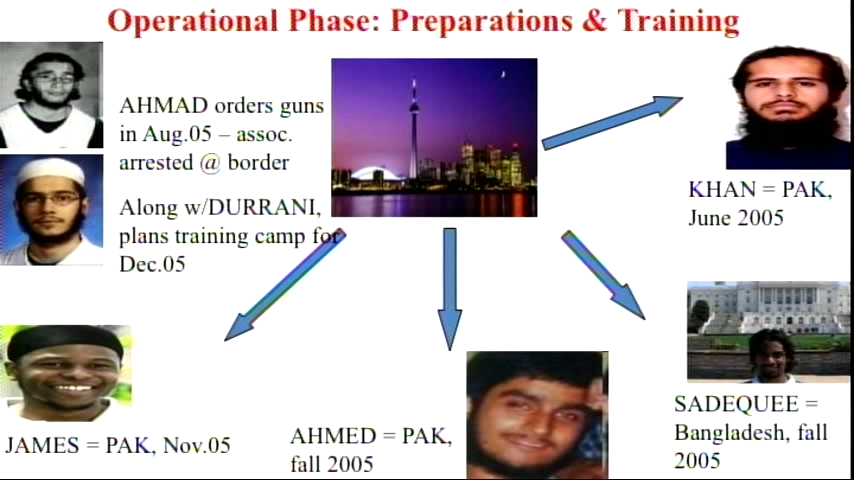 Operational Phase: Preparations & Training
AHMAD orders guns
in Aug.05 – assoc.
arrested @ border
Along w/DURRANI,
plans training camp for
Dec.05
KHAN = PAK,
June 2005
JAMES = PAK, Nov.05
AHMED = PAK,
fall 2005
SADEQUEE =
Bangladesh, fall
2005